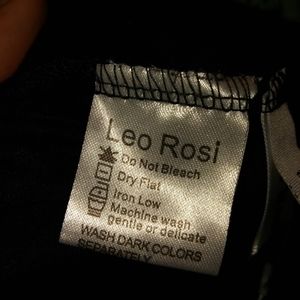 Leo Rosi
Do Not Bleach
Dry Flat
Iron Low
Machine wash
gentle or delicate
WASH DARK COLORS
SEPARATELY